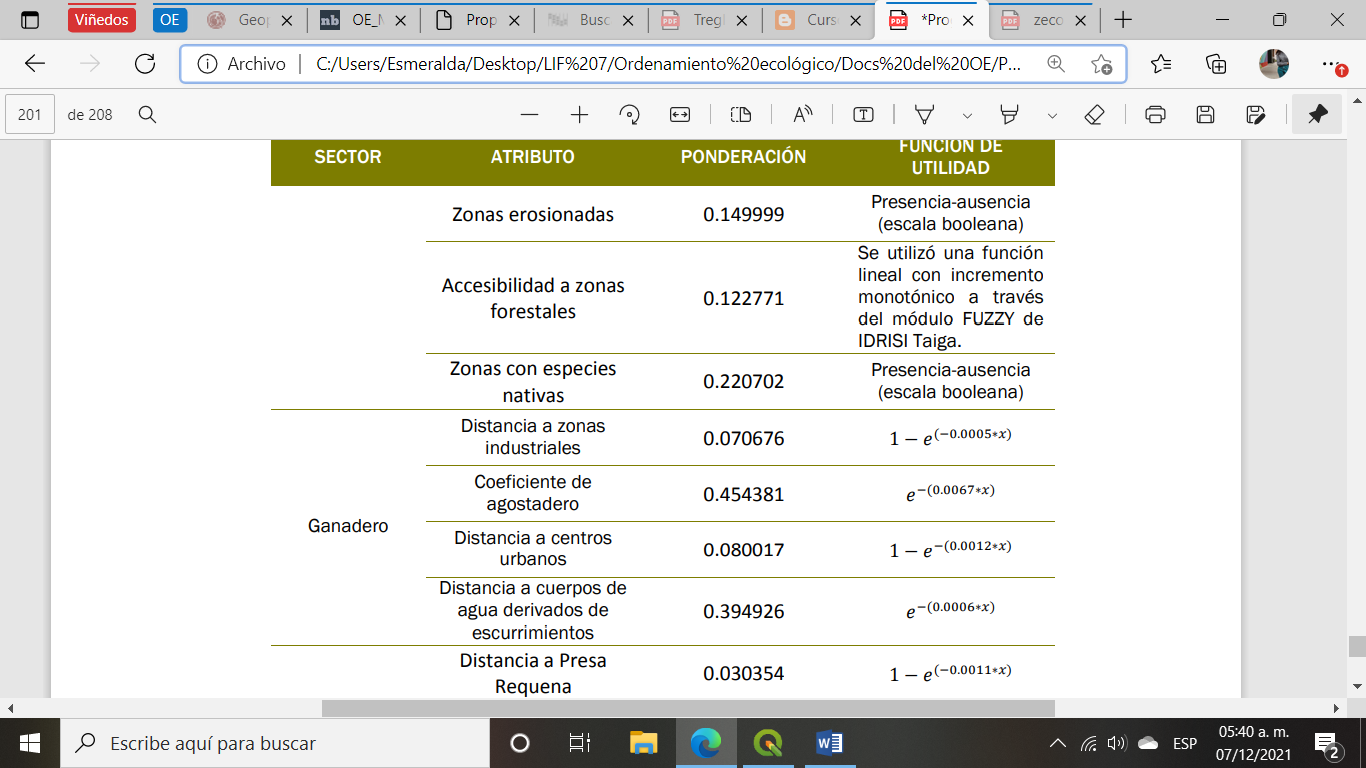 Viñedos
OE
Geop
OE_M
Prop
Busc
Treg
Curs
*Pro
zeco
Archivo
C:/Users/Esmeralda/Desktop/LIF%207/Ordenamiento%20ecológico/Docs%20del%20OE/P...
201
de 208
SECTOR
ATRIBUTO
PONDERACIÓN
FUNCIÓN DE
UTILIDAD
Zonas erosionadas
0.149999
Presencia-ausencia
(escala booleana)
Accesibilidad a zonas
forestales
0.122771
Se utilizó una función
lineal con incremento
monotónico a través
del módulo FUZZY de
IDRISI Taiga.
Zonas con especies
nativas
0.220702
Presencia-ausencia
(escala booleana)
Ganadero
Distancia a zonas
industriales
0.070676
1 − e^(−0.0005∗x)
Coeficiente de
agostadero
0.454381
e^−(0.0067∗x)
Distancia a centros
urbanos
0.080017
1 − e^−(0.0012∗x)
Distancia a cuerpos de
agua derivados de
escurrimientos
0.394926
e^−(0.0006∗x)
Distancia a Presa
Requena
0.030354
1 − e^(−0.0011∗x)
Escribe aquí para buscar
ESP
05:40 a. m.
07/12/2021
2